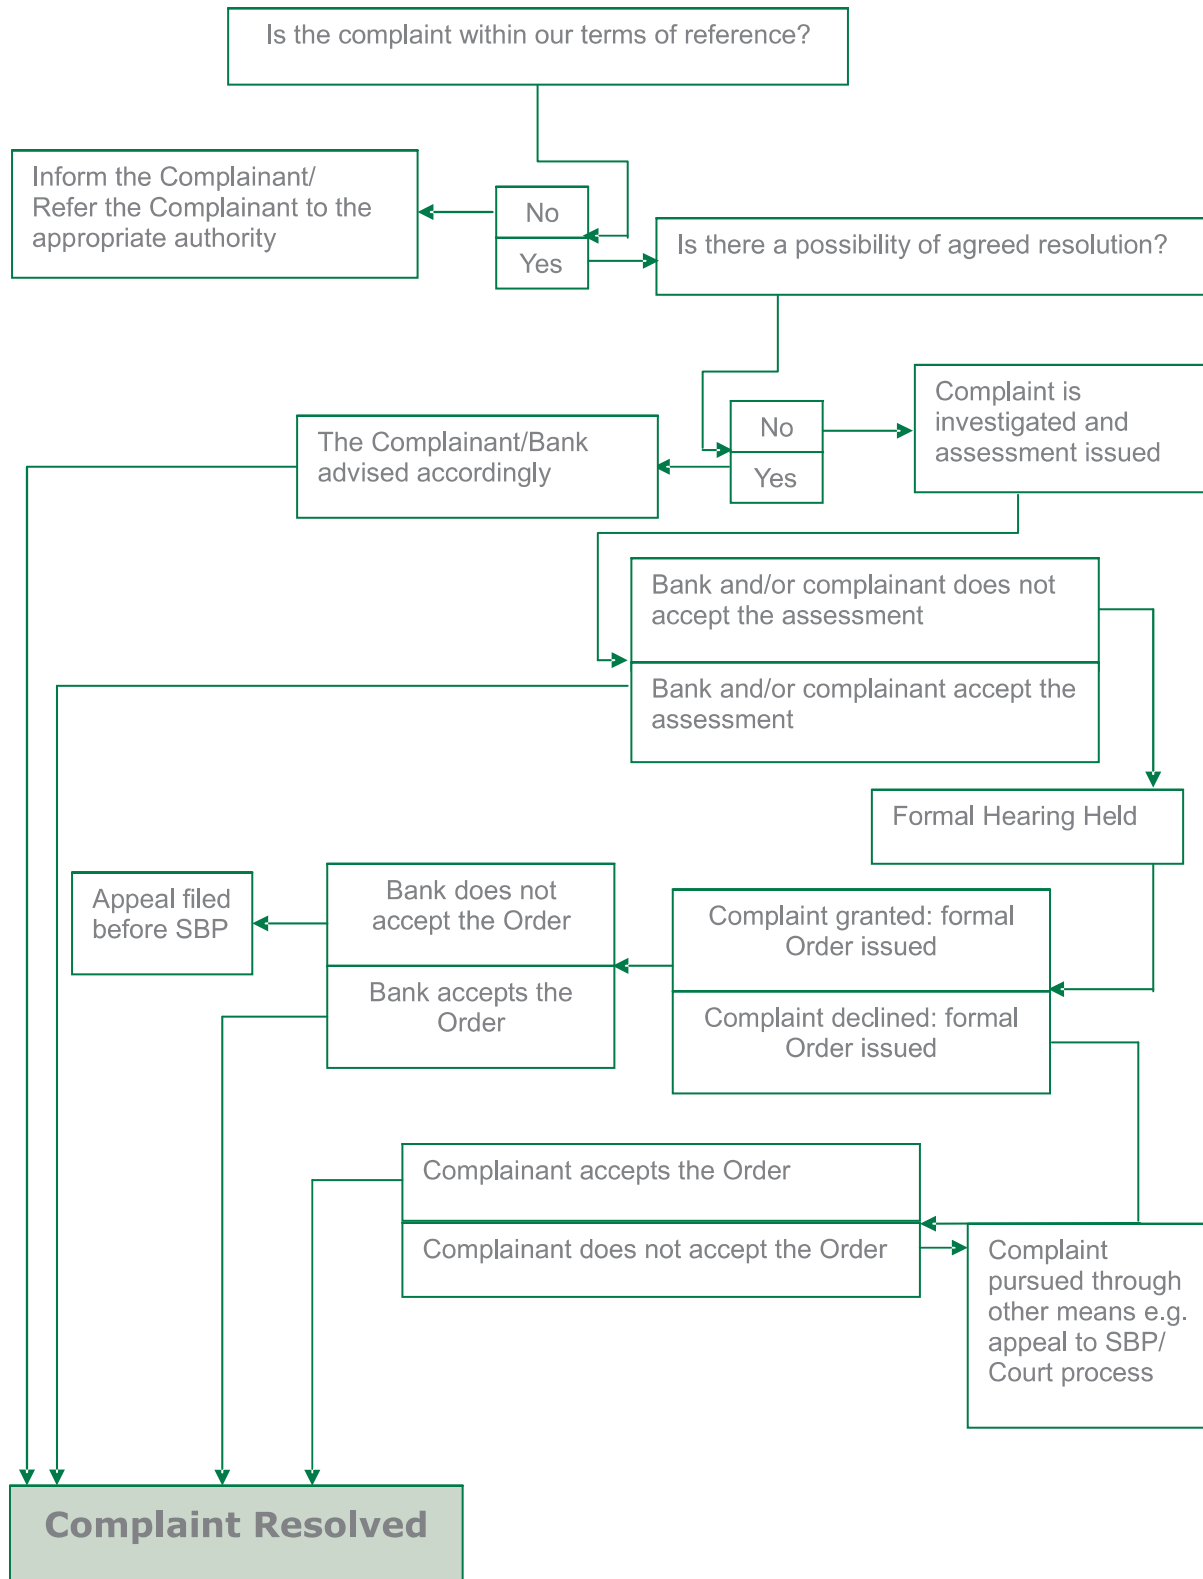 Is the complaint within our terms of reference?
Inform the Complainant/
Refer the Complainant to the
appropriate authority
No
Yes
Is there a possibility of agreed resolution?
No
Yes
Complaint is
investigated and
assessment issued
The Complainant/Bank
advised accordingly
Bank and/or complainant does not
accept the assessment
Bank and/or complainant accept the
assessment
Formal Hearing Held
Appeal filed
before SBP
Bank does not
accept the Order
Bank accepts the
Order
Complaint granted: formal
Order issued
Complaint declined: formal
Order issued
Complainant accepts the Order
Complainant does not accept the Order
Complaint
pursued through
other means e.g.
appeal to SBP/
Court process
Complaint Resolved